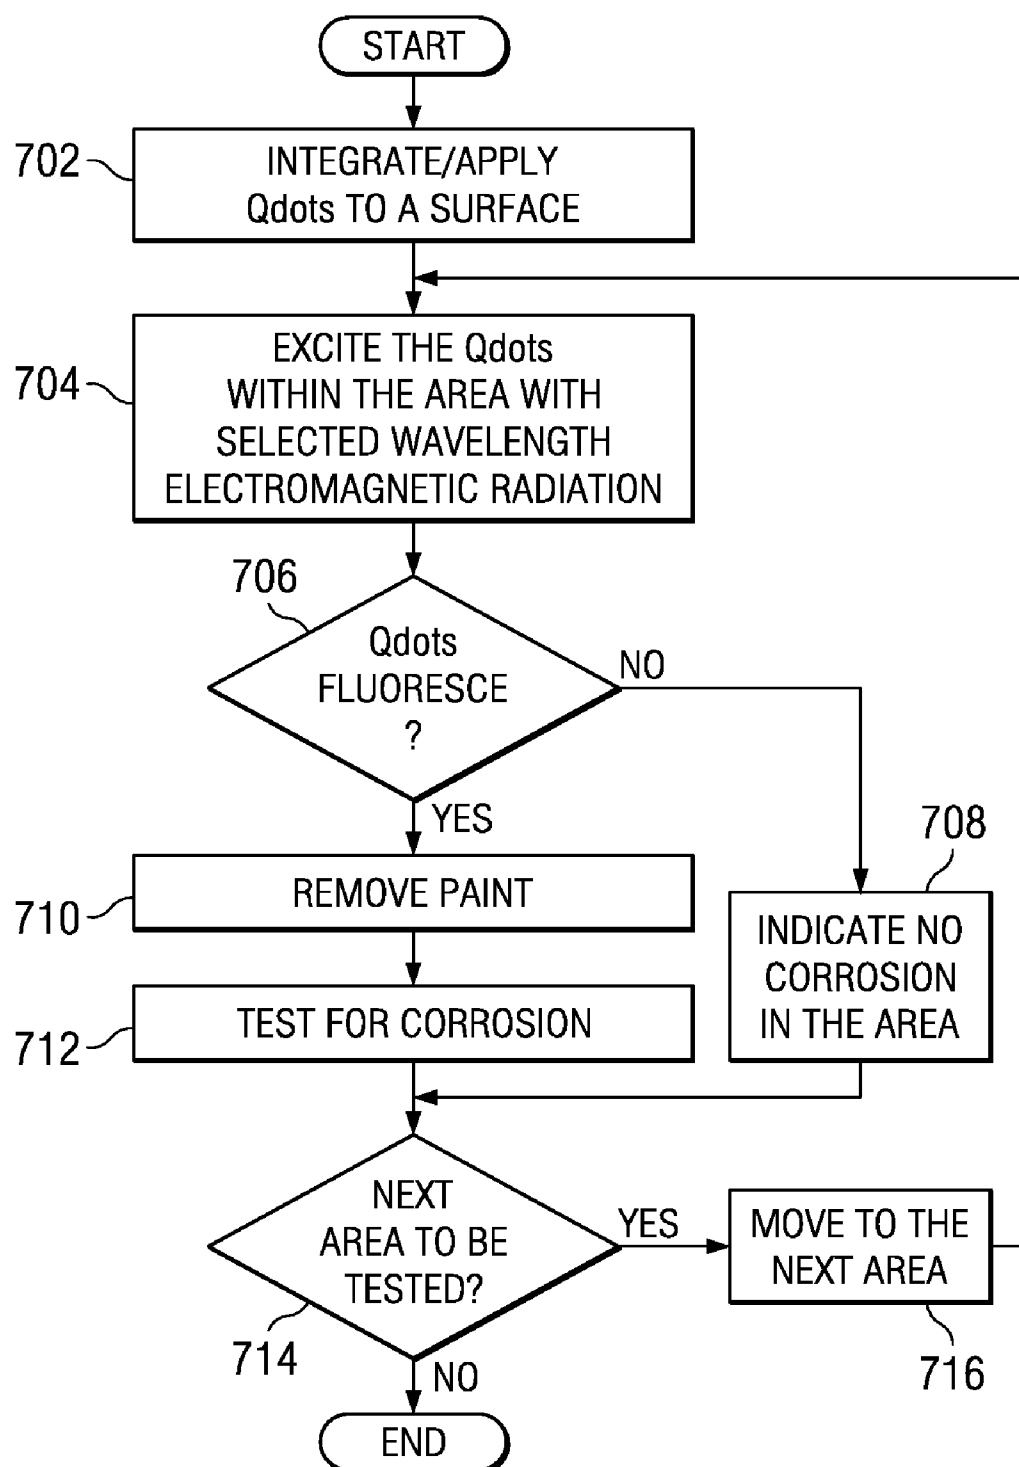 START
702
INTEGRATE/APPLY
Qdots TO A SURFACE
704
EXCITE THE Qdots
WITHIN THE AREA WITH
SELECTED WAVELENGTH
ELECTROMAGNETIC RADIATION
706
Qdots
FLUORESCE
?
NO
YES
708
INDICATE NO
CORROSION
IN THE AREA
710
REMOVE PAINT
712
TEST FOR CORROSION
NEXT
AREA TO BE
TESTED?
714
YES
MOVE TO THE
NEXT AREA
716
NO
END